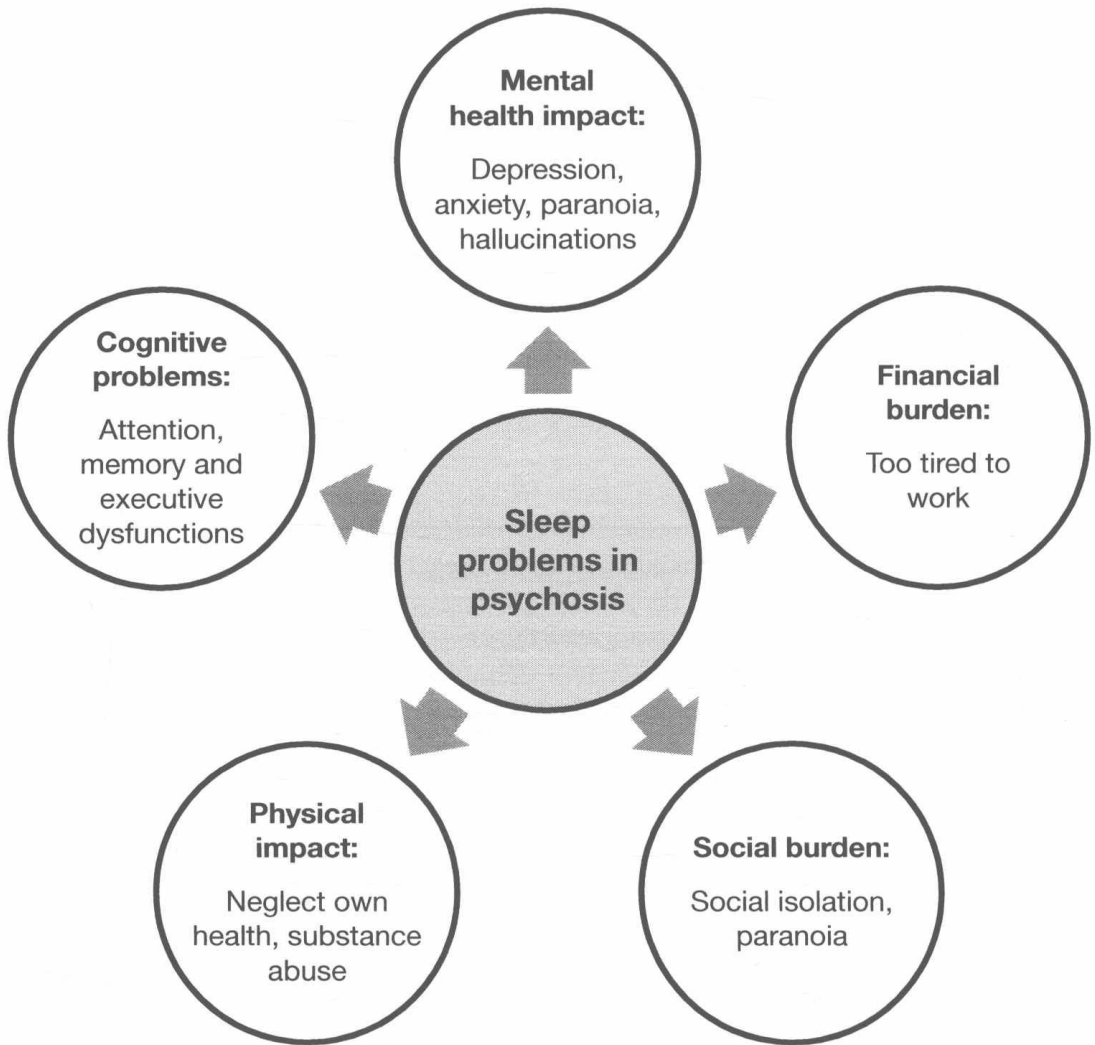 Mental
health impact:
Depression,
anxiety, paranoia,
hallucinations
Cognitive
problems:
Attention,
memory and
executive
dysfunctions
Financial
burden:
Too tired to
work
Sleep
problems in
psychosis
Physical
impact:
Neglect own
health, substance
abuse
Social burden:
Social isolation,
paranoia